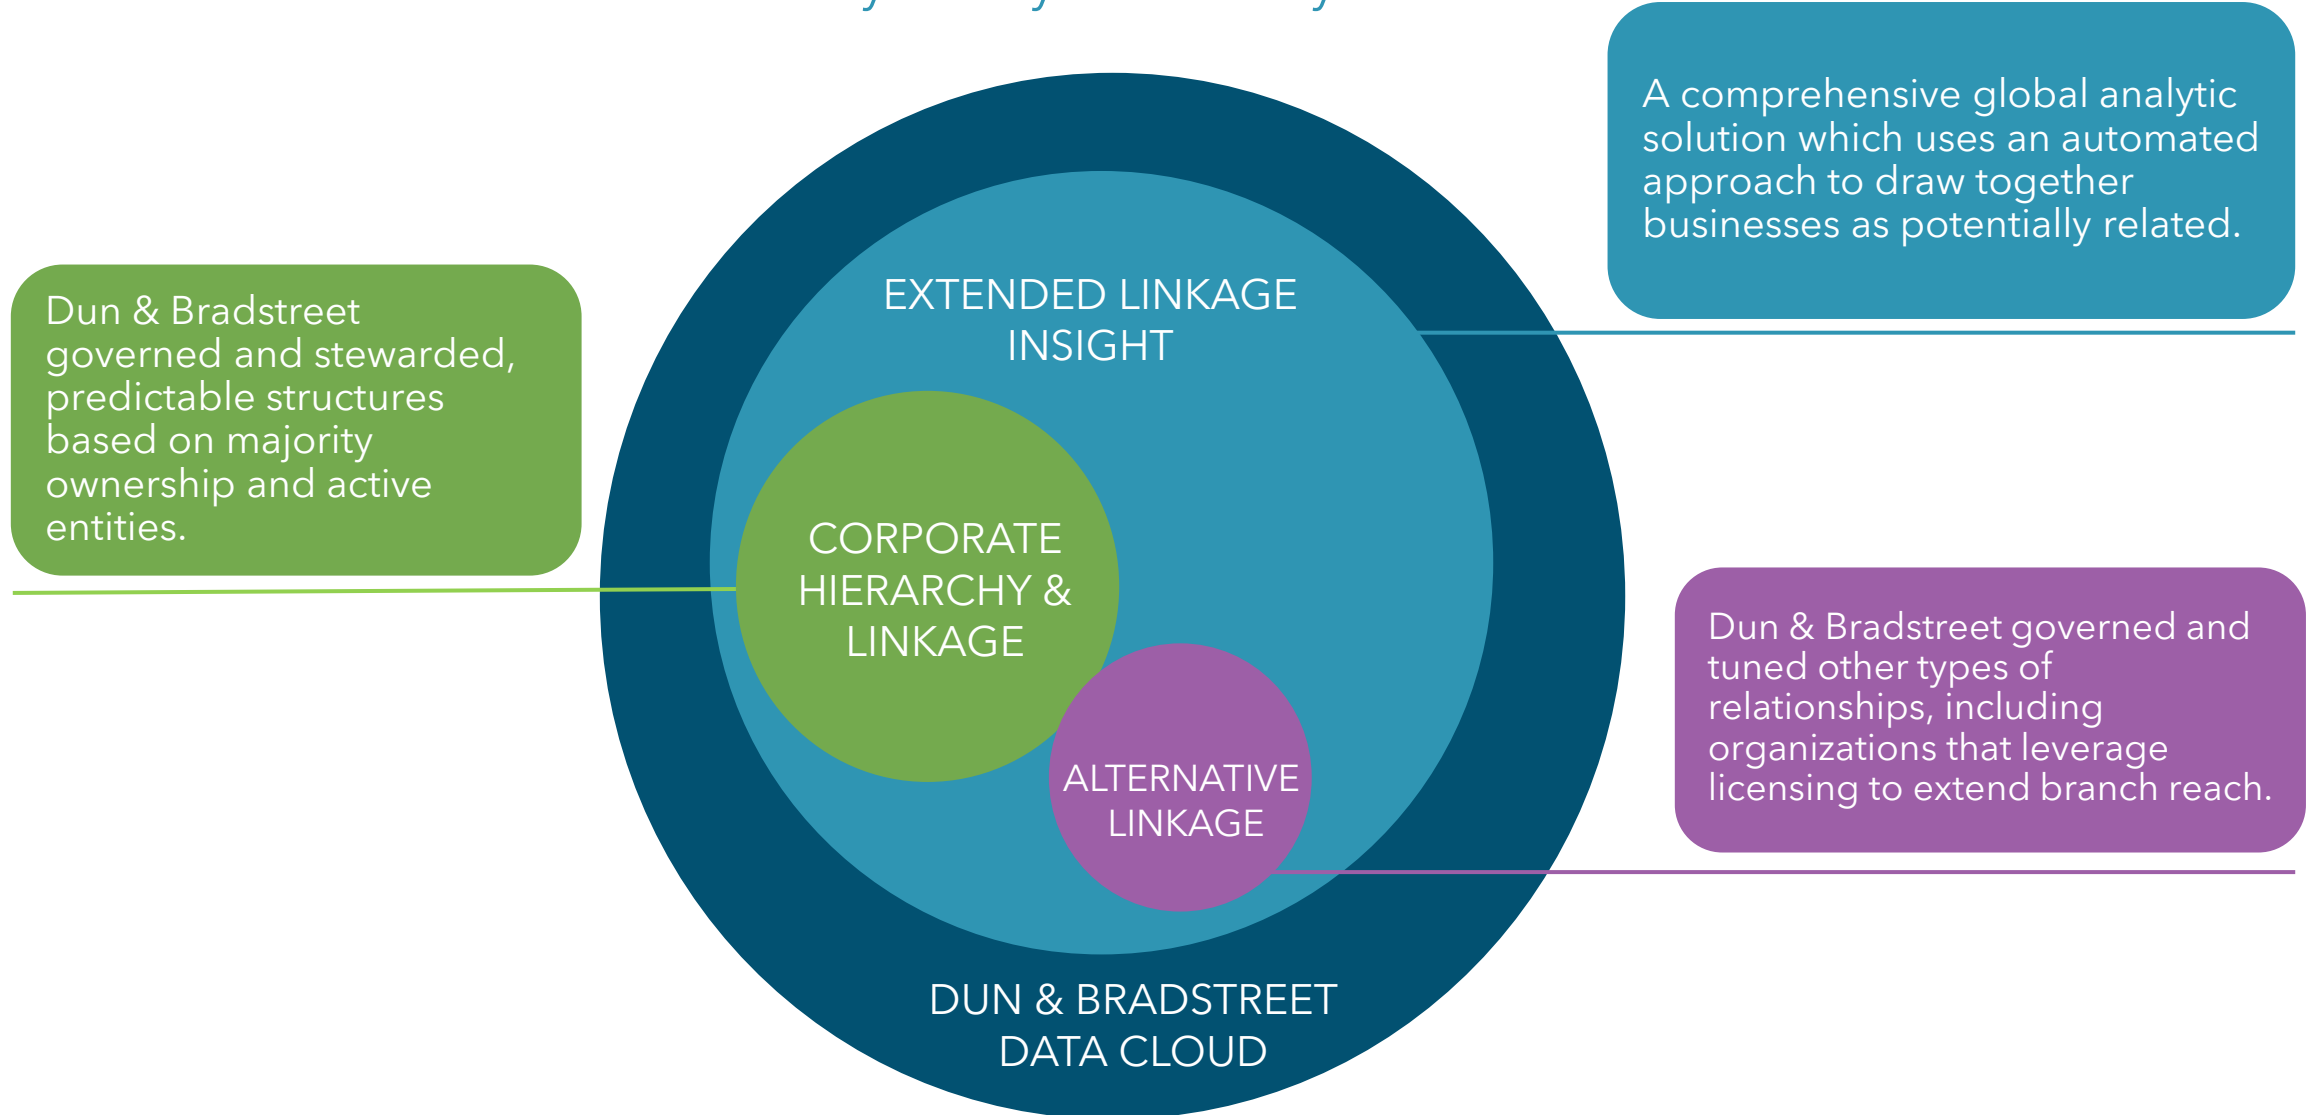 A comprehensive global analytic
solution which uses an automated
approach to draw together
businesses as potentially related.
EXTENDED LINKAGE
INSIGHT
Dun & Bradstreet
governed and stewarded,
predictable structures
based on majority
ownership and active
entities.
CORPORATE
HIERARCHY &
LINKAGE
Dun & Bradstreet governed and
tuned other types of
relationships, including
organizations that leverage
licensing to extend branch reach.
ALTERNATIVE
LINKAGE
DUN & BRADSTREET
DATA CLOUD